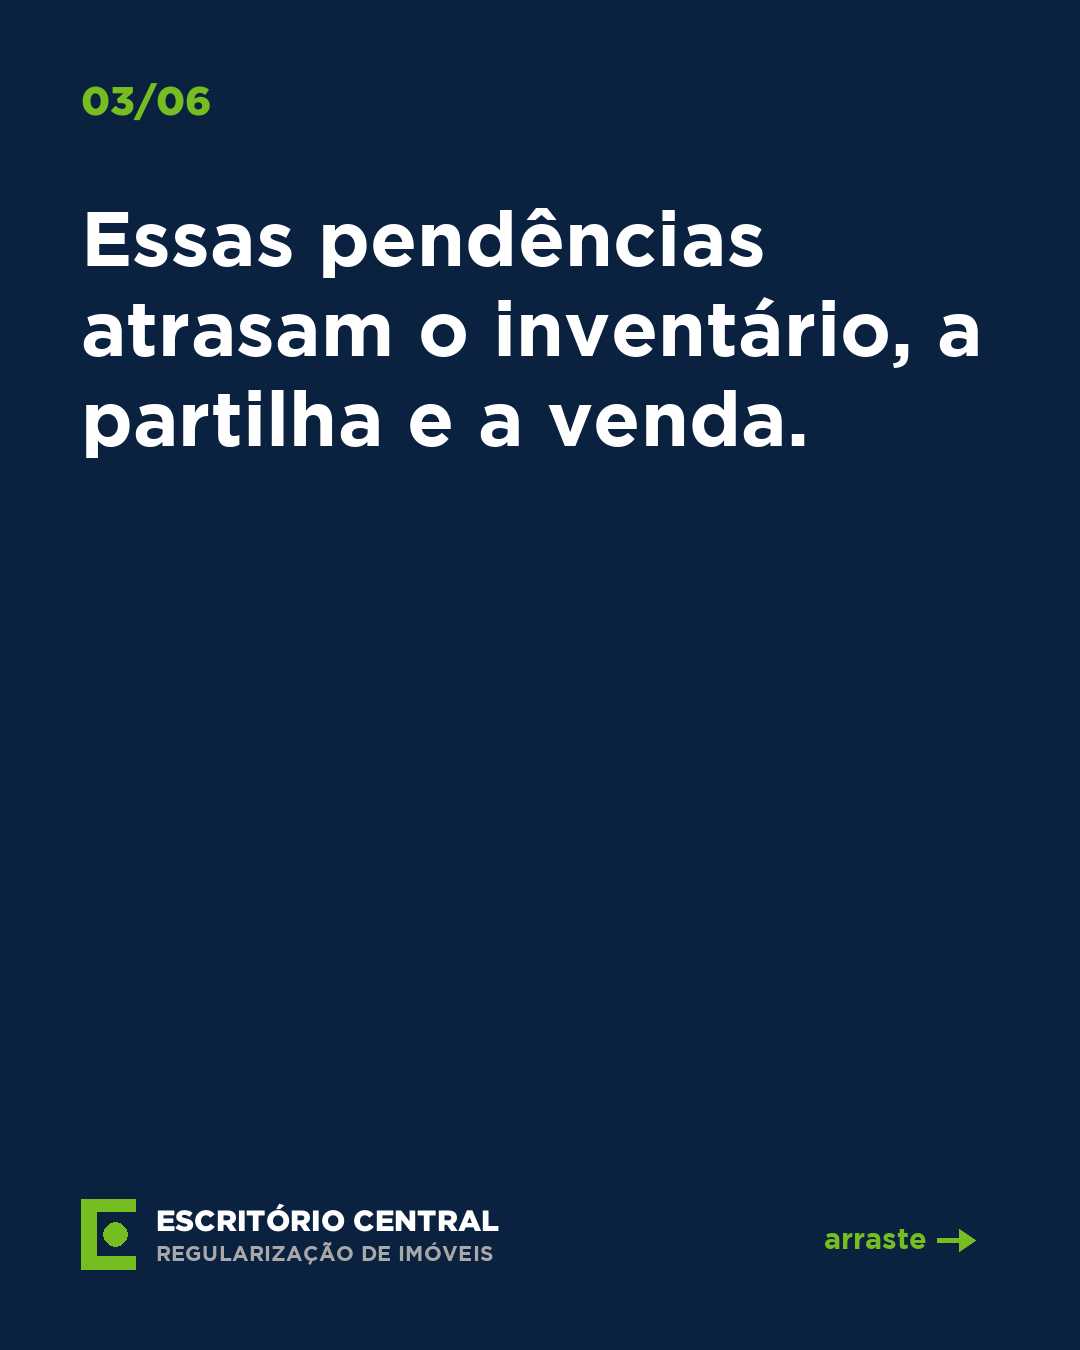 03/06
Essas pendências
atrasam o inventário, a
partilha e a venda.
ESCRITÓRIO CENTRAL
REGULARIZAÇÃO DE IMÓVEIS
arraste